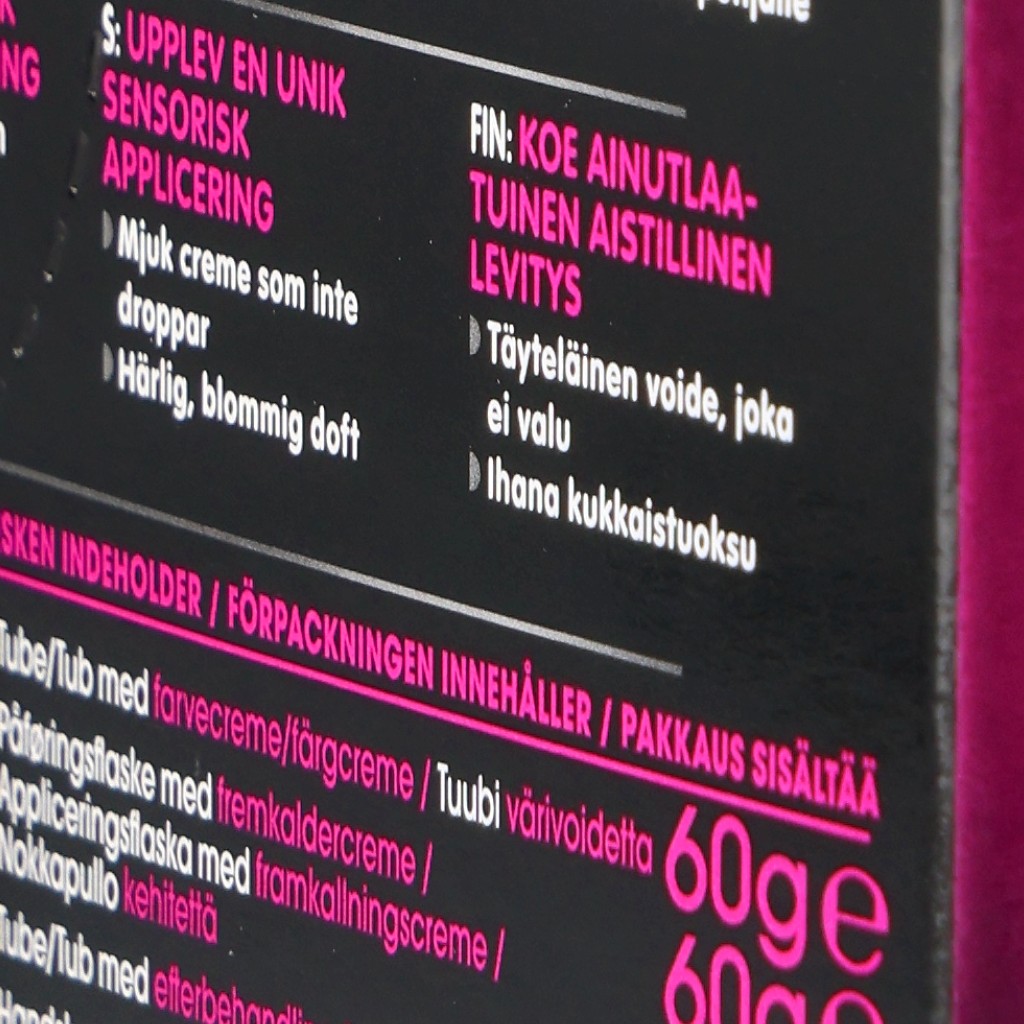 S: UPPLEV EN UNIK
SENSORISK
APPLICERING
Mjuk creme som inte
droppar
Härlig, blommig doft
FIN: KOE AINUTLAA-
TUINEN AISTILLINEN
LEVITYS
Täyteläinen voide, joka
ei valu
Ihana kukkaistuoksu
INDEHOLDER / FÖRPACKNINGEN INNEHÅLLER / PAKKAUS SISÄLTÄÄ
Tube/Tub med farvecreme/färgcreme / Tuubi värivoidetta 60g e
Påføringsflaske med fremkaldercreme /
Appliceringsflaska med framkallningscreme / 60g e
Nokkapullo kehitettä
Tube/Tub med